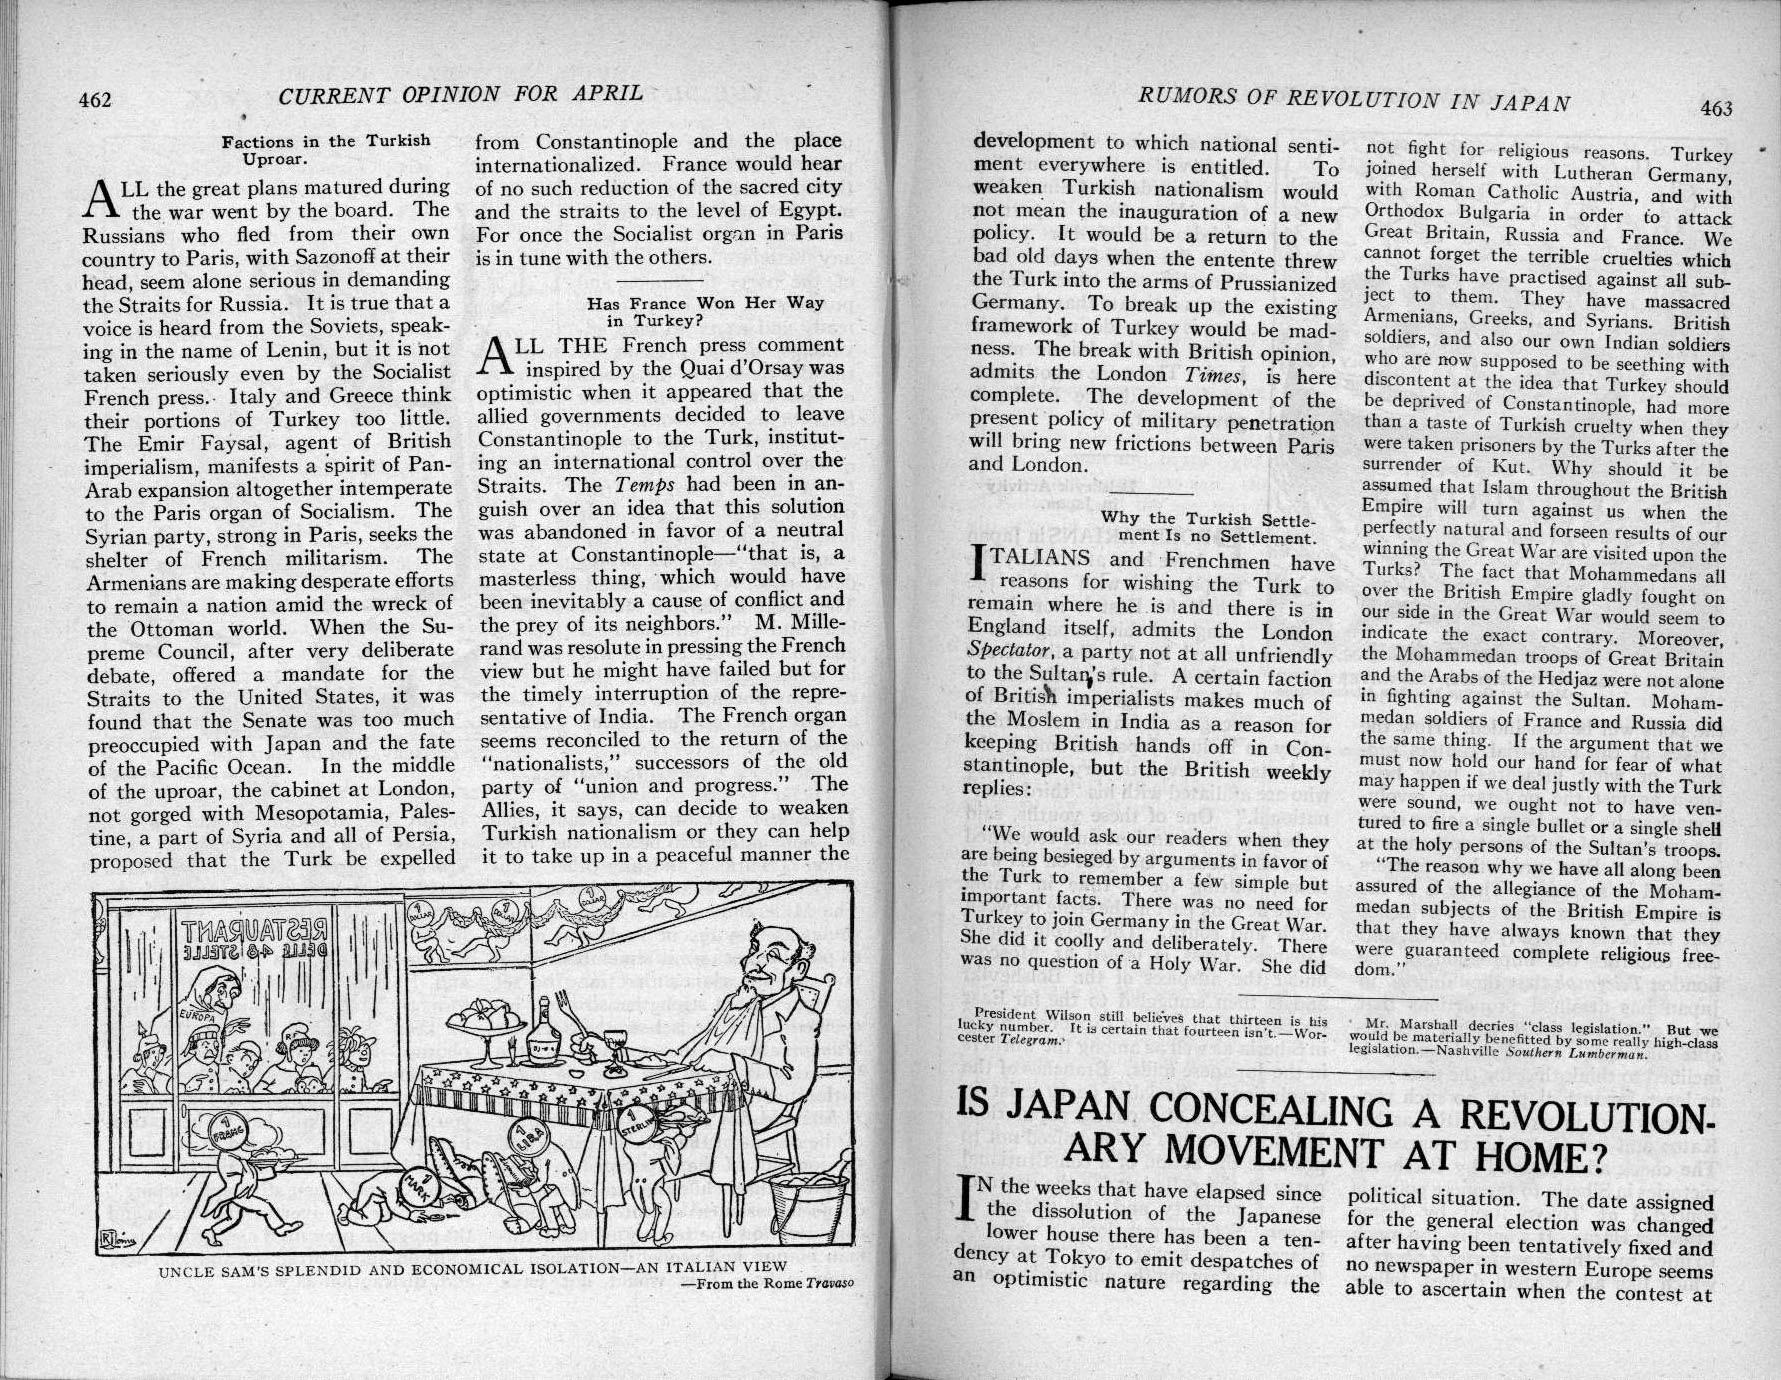 462
CURRENT OPINION FOR APRIL
Factions in the Turkish
Uproar.
ALL the great plans matured during
the war went by the board. The
Russians who fled from their own
country to Paris, with Sazonoff at their
head, seem alone serious in demanding
the Straits for Russia. It is true that a
voice is heard from the Soviets, speak-
ing in the name of Lenin, but it is not
taken seriously even by the Socialist
French press. Italy and Greece think
their portions of Turkey too little.
The Emir Faysal, agent of British
imperialism, manifests a spirit of Pan-
Arab expansion altogether intemperate
to the Paris organ of Socialism. The
Syrian party, strong in Paris, seeks the
shelter of French militarism. The
Armenians are making desperate efforts
to remain a nation amid the wreck of
the Ottoman world. When the Su-
preme Council, after very deliberate
debate, offered a mandate for the
Straits to the United States, it was
found that the Senate was too much
preoccupied with Japan and the fate
of the Pacific Ocean. In the middle
of the uproar, the cabinet at London,
not gorged with Mesopotamia, Pales-
tine, a part of Syria and all of Persia,
proposed that the Turk be expelled
from Constantinople and the place
internationalized. France would hear
of no such reduction of the sacred city
and the straits to the level of Egypt.
For once the Socialist organ in Paris
is in tune with the others.
Has France Won Her Way
in Turkey?
ALL THE French press comment
inspired by the Quai d'Orsay was
optimistic when it appeared that the
allied governments decided to leave
Constantinople to the Turk, institut-
ing an international control over the
Straits. The Temps had been in an-
guish over an idea that this solution
was abandoned in favor of a neutral
state at Constantinople—"that is, a
masterless thing, which would have
been inevitably a cause of conflict and
the prey of its neighbors." M. Mille-
rand was resolute in pressing the French
view but he might have failed but for
the timely interruption of the repre-
sentative of India. The French organ
seems reconciled to the return of the
"nationalists," successors of the old
party of "union and progress." The
Allies, it says, can decide to weaken
Turkish nationalism or they can help
it to take up in a peaceful manner the
RESTAURANT
DELLE 48 STELLE
EUROPA
1 DOLLAR
1 DOLLAR
1 DOLLAR
R
1 FRANC
1 MARK
1 LIRA
1 STERLIN
UNCLE SAM'S SPLENDID AND ECONOMICAL ISOLATION—AN ITALIAN VIEW
—From the Rome Travaso
RUMORS OF REVOLUTION IN JAPAN
463
development to which national senti-
ment everywhere is entitled. To
weaken Turkish nationalism would
not mean the inauguration of a new
policy. It would be a return to the
bad old days when the entente threw
the Turk into the arms of Prussianized
Germany. To break up the existing
framework of Turkey would be mad-
ness. The break with British opinion,
admits the London Times, is here
complete. The development of the
present policy of military penetration
will bring new frictions between Paris
and London.
Why the Turkish Settle-
ment Is no Settlement.
ITALIANS and Frenchmen have
reasons for wishing the Turk to
remain where he is and there is in
England itself, admits the London
Spectator, a party not at all unfriendly
to the Sultan's rule. A certain faction
of British imperialists makes much of
the Moslem in India as a reason for
keeping British hands off in Con-
stantinople, but the British weekly
replies:
"We would ask our readers when they
are being besieged by arguments in favor of
the Turk to remember a few simple but
important facts. There was no need for
Turkey to join Germany in the Great War.
She did it coolly and deliberately. There
was no question of a Holy War. She did
not fight for religious reasons. Turkey
joined herself with Lutheran Germany,
with Roman Catholic Austria, and with
Orthodox Bulgaria in order to attack
Great Britain, Russia and France. We
cannot forget the terrible cruelties which
the Turks have practised against all sub-
ject to them. They have massacred
Armenians, Greeks, and Syrians. British
soldiers, and also our own Indian soldiers
who are now supposed to be seething with
discontent at the idea that Turkey should
be deprived of Constantinople, had more
than a taste of Turkish cruelty when they
were taken prisoners by the Turks after the
surrender of Kut. Why should it be
assumed that Islam throughout the British
Empire will turn against us when the
perfectly natural and forseen results of our
winning the Great War are visited upon the
Turks? The fact that Mohammedans all
over the British Empire gladly fought on
our side in the Great War would seem to
indicate the exact contrary. Moreover,
the Mohammedan troops of Great Britain
and the Arabs of the Hedjaz were not alone
in fighting against the Sultan. Moham-
medan soldiers of France and Russia did
the same thing. If the argument that we
must now hold our hand for fear of what
may happen if we deal justly with the Turk
were sound, we ought not to have ven-
tured to fire a single bullet or a single shell
at the holy persons of the Sultan's troops.
"The reason why we have all along been
assured of the allegiance of the Moham-
medan subjects of the British Empire is
that they have always known that they
were guaranteed complete religious free-
dom."
President Wilson still believes that thirteen is his
lucky number. It is certain that fourteen isn't.—Wor-
cester Telegram.
Mr. Marshall decries "class legislation." But we
would be materially benefitted by some really high-class
legislation.—Nashville Southern Lumberman.
IS JAPAN CONCEALING A REVOLUTION-
ARY MOVEMENT AT HOME?
IN the weeks that have elapsed since
the dissolution of the Japanese
lower house there has been a ten-
dency at Tokyo to emit despatches of
an optimistic nature regarding the
political situation. The date assigned
for the general election was changed
after having been tentatively fixed and
no newspaper in western Europe seems
able to ascertain when the contest at